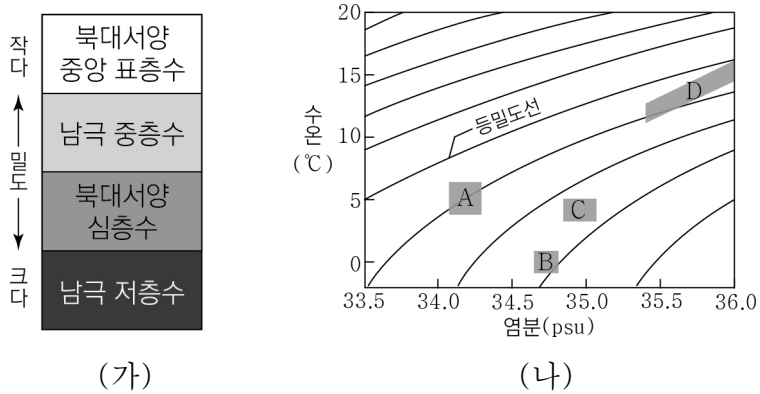 작다
밀도
크다
북대서양
중앙 표층수
남극 중층수
북대서양
심층수
남극 저층수
(가)
수온
(℃)
20
15
10
5
0
등밀도선
A
B
C
D
33.5 34.0 34.5 35.0 35.5 36.0
염분(psu)
(나)